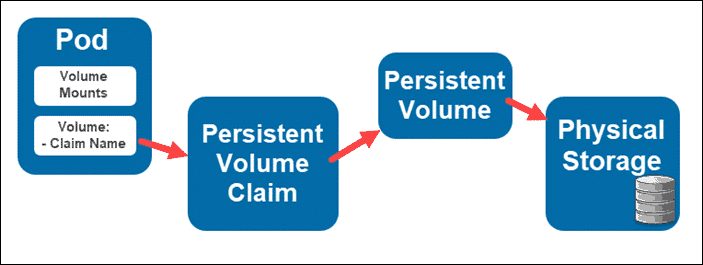 Pod
Volume
Mounts
Volume:
- Claim Name
Persistent
Volume
Claim
Persistent
Volume
Physical
Storage